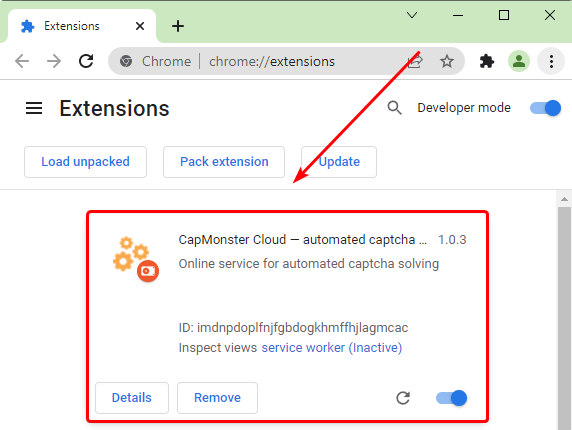 Extensions
Chrome | chrome://extensions
Extensions
Developer mode
Load unpacked
Pack extension
Update
CapMonster Cloud — automated captcha ... 1.0.3
Online service for automated captcha solving
ID: imdnpdoplfnjfgbdogkhmffhjlagmcac
Inspect views service worker (Inactive)
Details
Remove